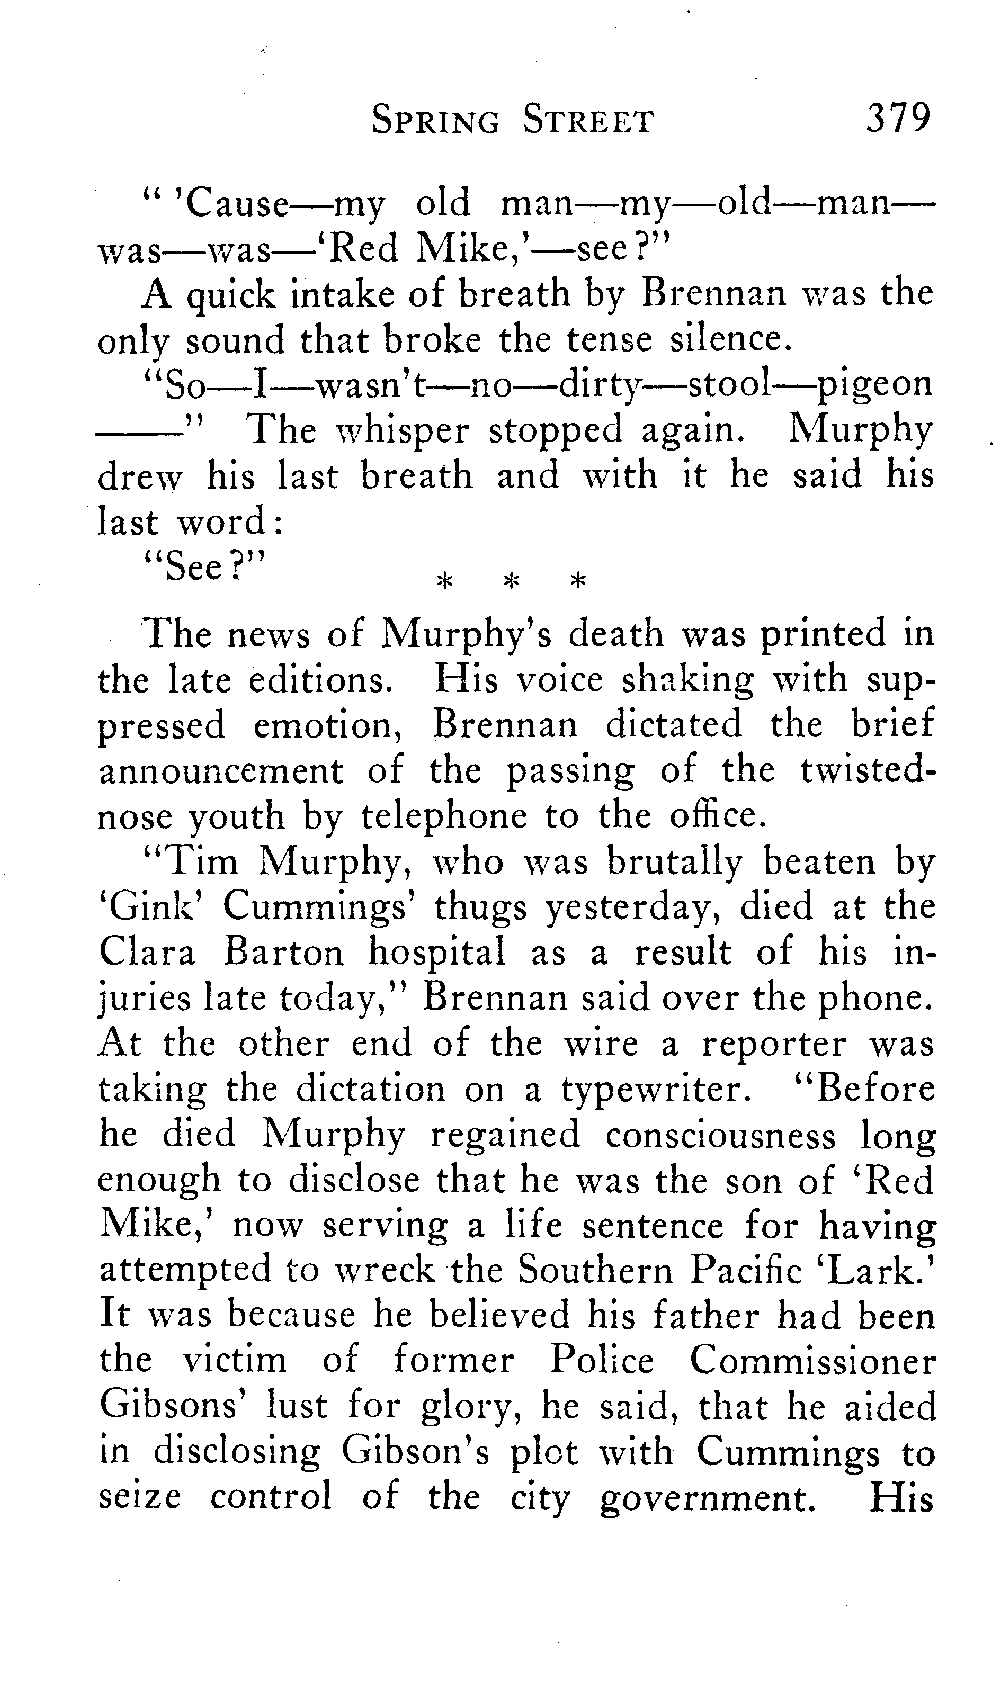 SPRING STREET 379
" 'Cause—my old man—my—old—man—
was—was—'Red Mike,'—see?"
A quick intake of breath by Brennan was the
only sound that broke the tense silence.
"So—I—wasn't—no—dirty—stool—pigeon
——" The whisper stopped again. Murphy
drew his last breath and with it he said his
last word:
"See?"
* * *
The news of Murphy's death was printed in
the late editions. His voice shaking with sup-
pressed emotion, Brennan dictated the brief
announcement of the passing of the twisted-
nose youth by telephone to the office.
"Tim Murphy, who was brutally beaten by
'Gink' Cummings' thugs yesterday, died at the
Clara Barton hospital as a result of his in-
juries late today," Brennan said over the phone.
At the other end of the wire a reporter was
taking the dictation on a typewriter. "Before
he died Murphy regained consciousness long
enough to disclose that he was the son of 'Red
Mike,' now serving a life sentence for having
attempted to wreck the Southern Pacific 'Lark.'
It was because he believed his father had been
the victim of former Police Commissioner
Gibsons' lust for glory, he said, that he aided
in disclosing Gibson's plot with Cummings to
seize control of the city government. His